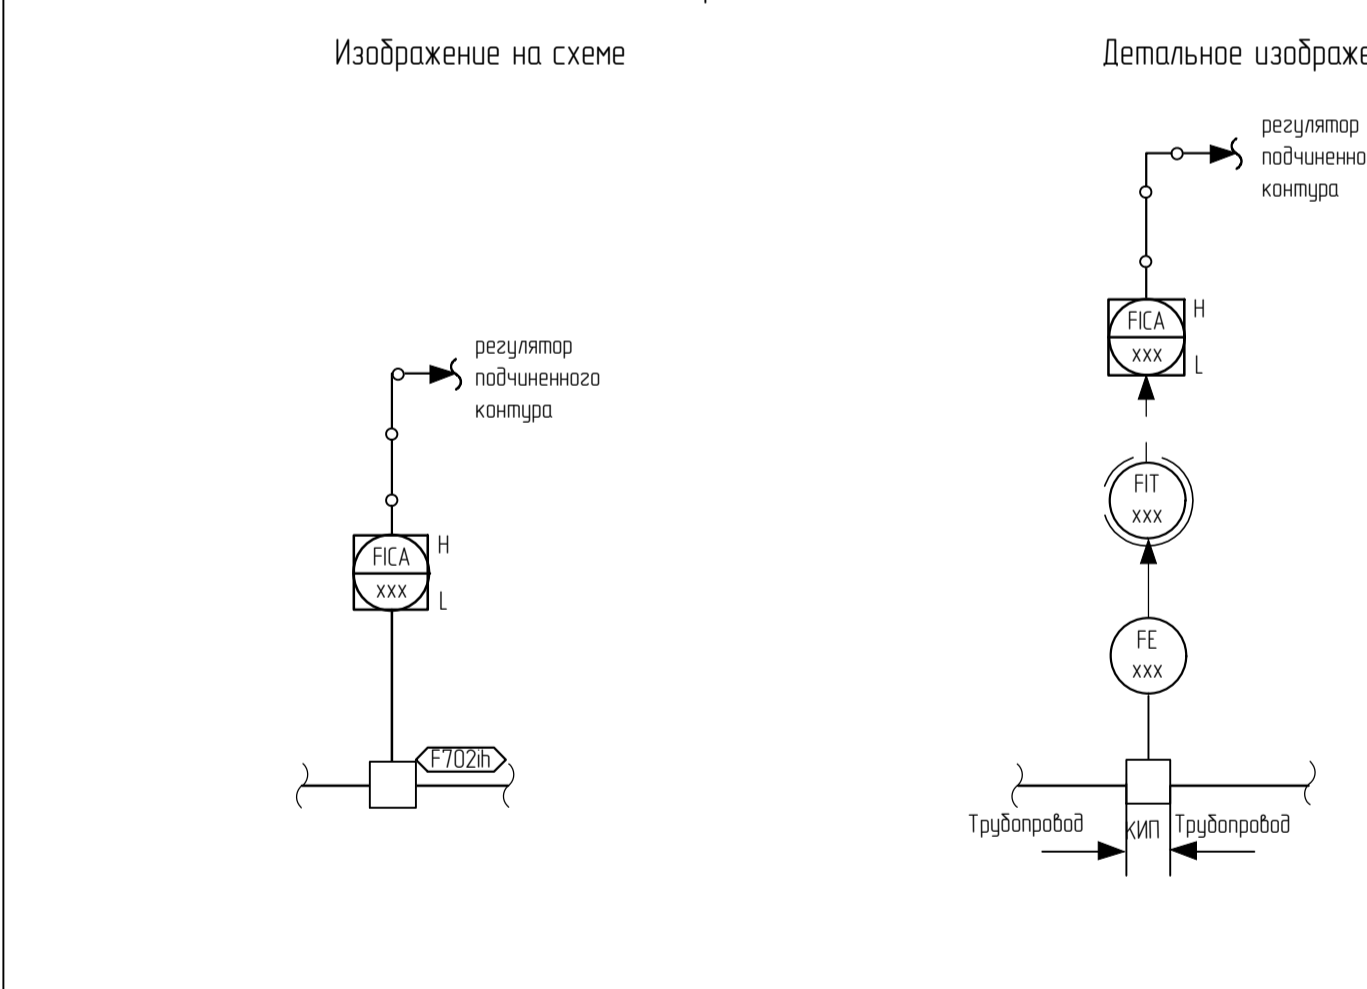 Изображение на схеме
регулятор
подчиненного
контура
FICA
H
XXX
L
F702ih
Детальное изображе
регулятор
подчиненно
контура
FICA
H
XXX
L
FIT
XXX
FE
XXX
Трубопровод
КИП
Трубопровод